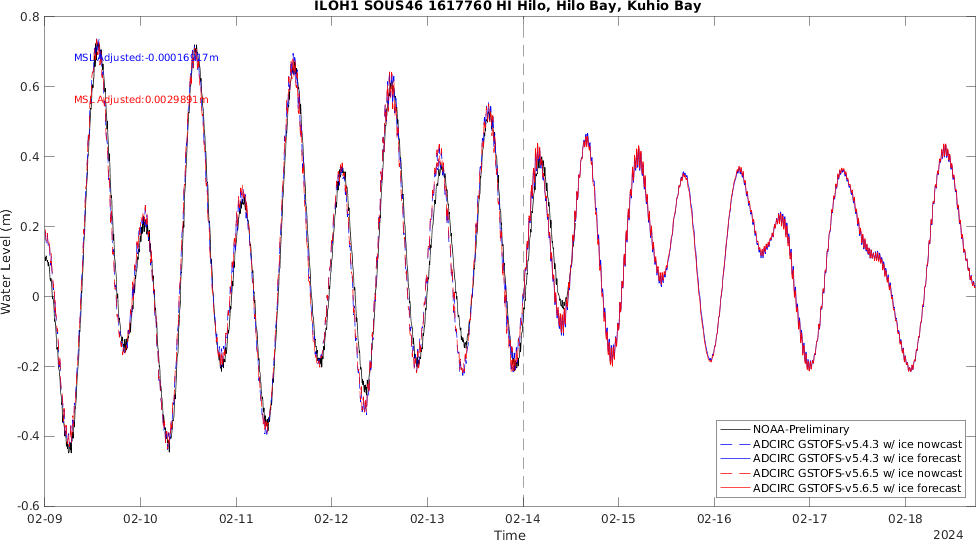 ILOH1 SOUS46 1617760 HI Hilo, Hilo Bay, Kuhio Bay
0.8
MSL Adjusted:-0.00016917m
0.6
MSL Adjusted:0.0029891m
0.4
0.2
Water Level (m)
0
-0.2
-0.4
NOAA-Preliminary
ADCIRC GSTOFS-v5.4.3 w/ ice nowcast
ADCIRC GSTOFS-v5.4.3 w/ ice forecast
ADCIRC GSTOFS-v5.6.5 w/ ice nowcast
ADCIRC GSTOFS-v5.6.5 w/ ice forecast
-0.6
02-09 02-10 02-11 02-12 02-13 02-14 02-15 02-16 02-17 02-18
Time
2024